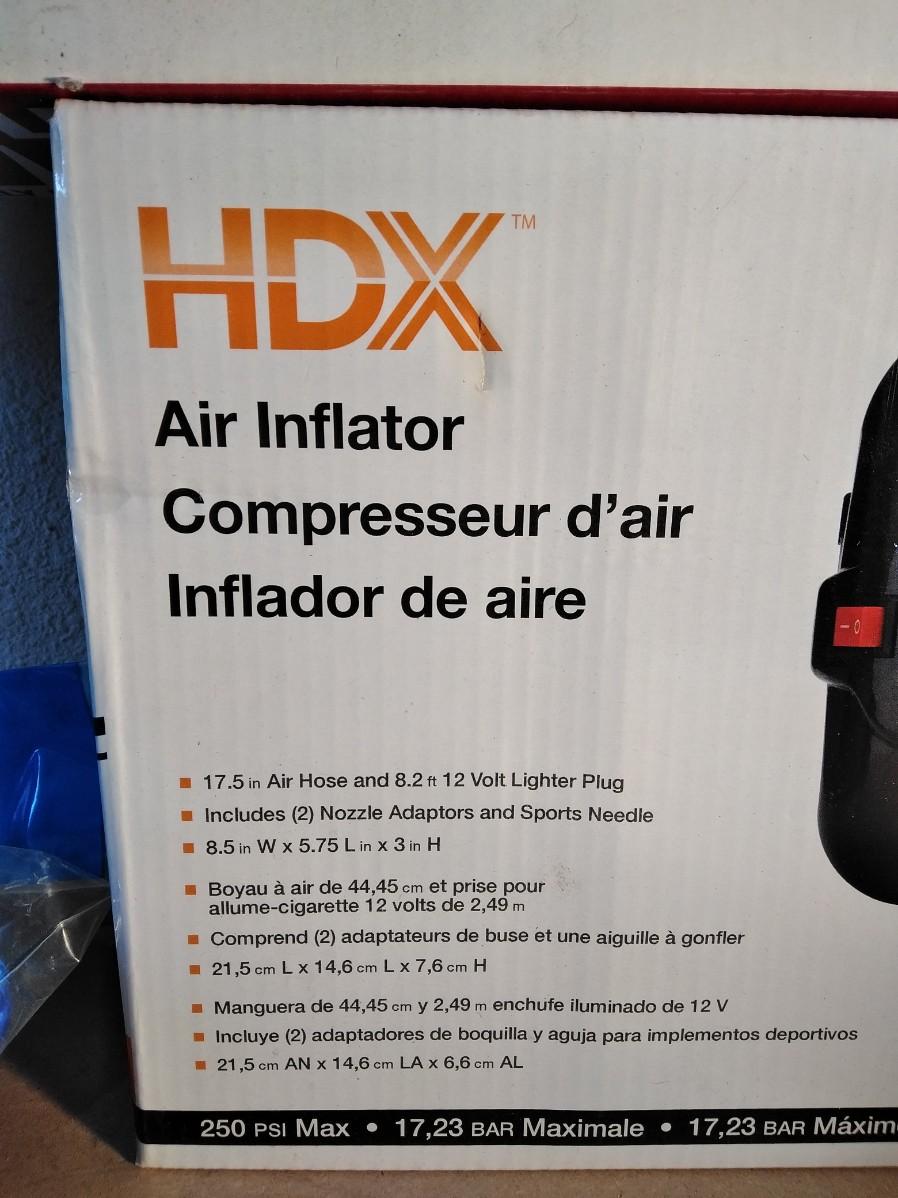 HDX™
Air Inflator
Compresseur d'air
Inflador de aire
17.5 in Air Hose and 8.2 ft 12 Volt Lighter Plug
Includes (2) Nozzle Adaptors and Sports Needle
8.5 in W x 5.75 L in x 3 in H
Boyau à air de 44,45 cm et prise pour
allume-cigarette 12 volts de 2,49 m
Comprend (2) adaptateurs de buse et une aiguille à gonfler
21,5 cm L x 14,6 cm L x 7,6 cm H
Manguera de 44,45 cm y 2,49 m enchufe iluminado de 12 V
Incluye (2) adaptadores de boquilla y aguja para implementos deportivos
21,5 cm AN x 14,6 cm LA x 6,6 cm AL
250 PSI Max • 17,23 BAR Maximale • 17,23 BAR Máxim